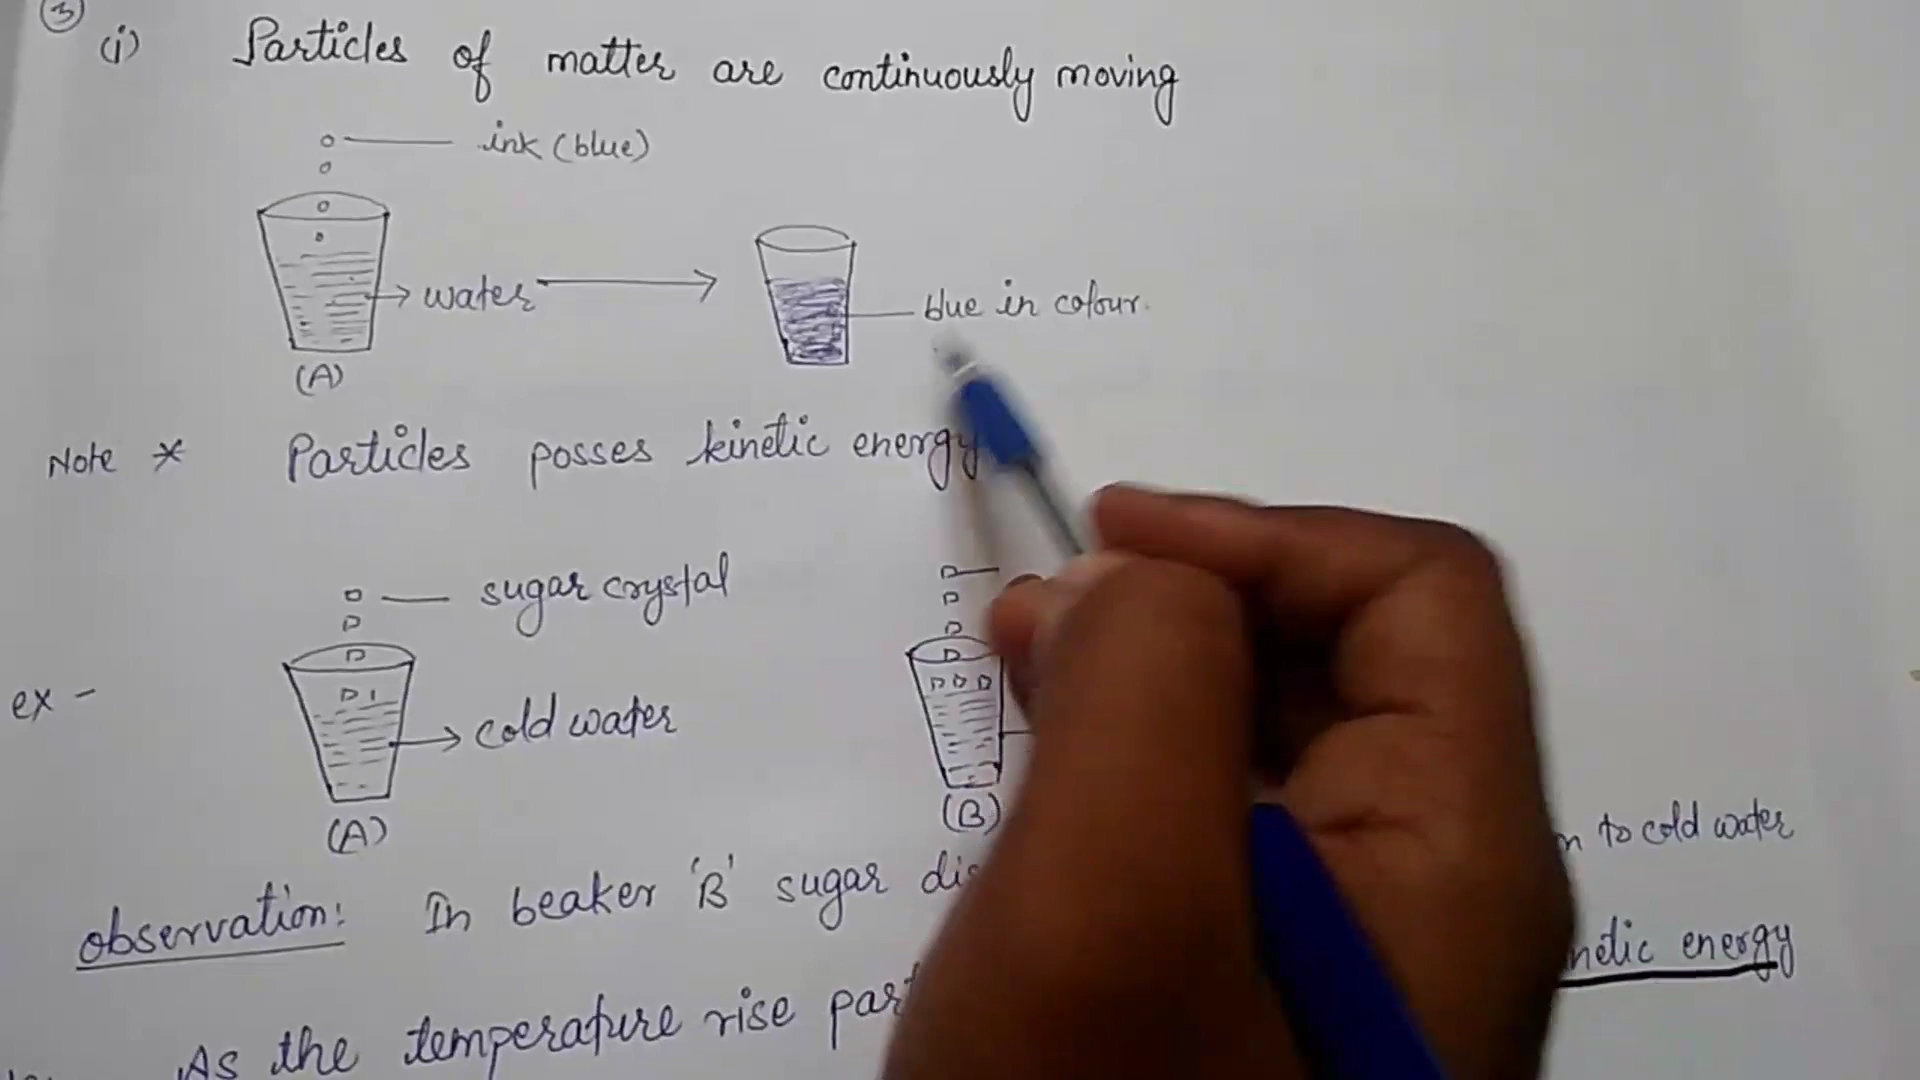 3
(i) Particles of matter are continuously moving
ink (blue)
water
blue in colour.
(A)
Note * Particles posses kinetic energy
sugar crystal
ex - cold water
(A) (B)
observation: In beaker 'B' sugar to cold water
energy
As the temperature rise